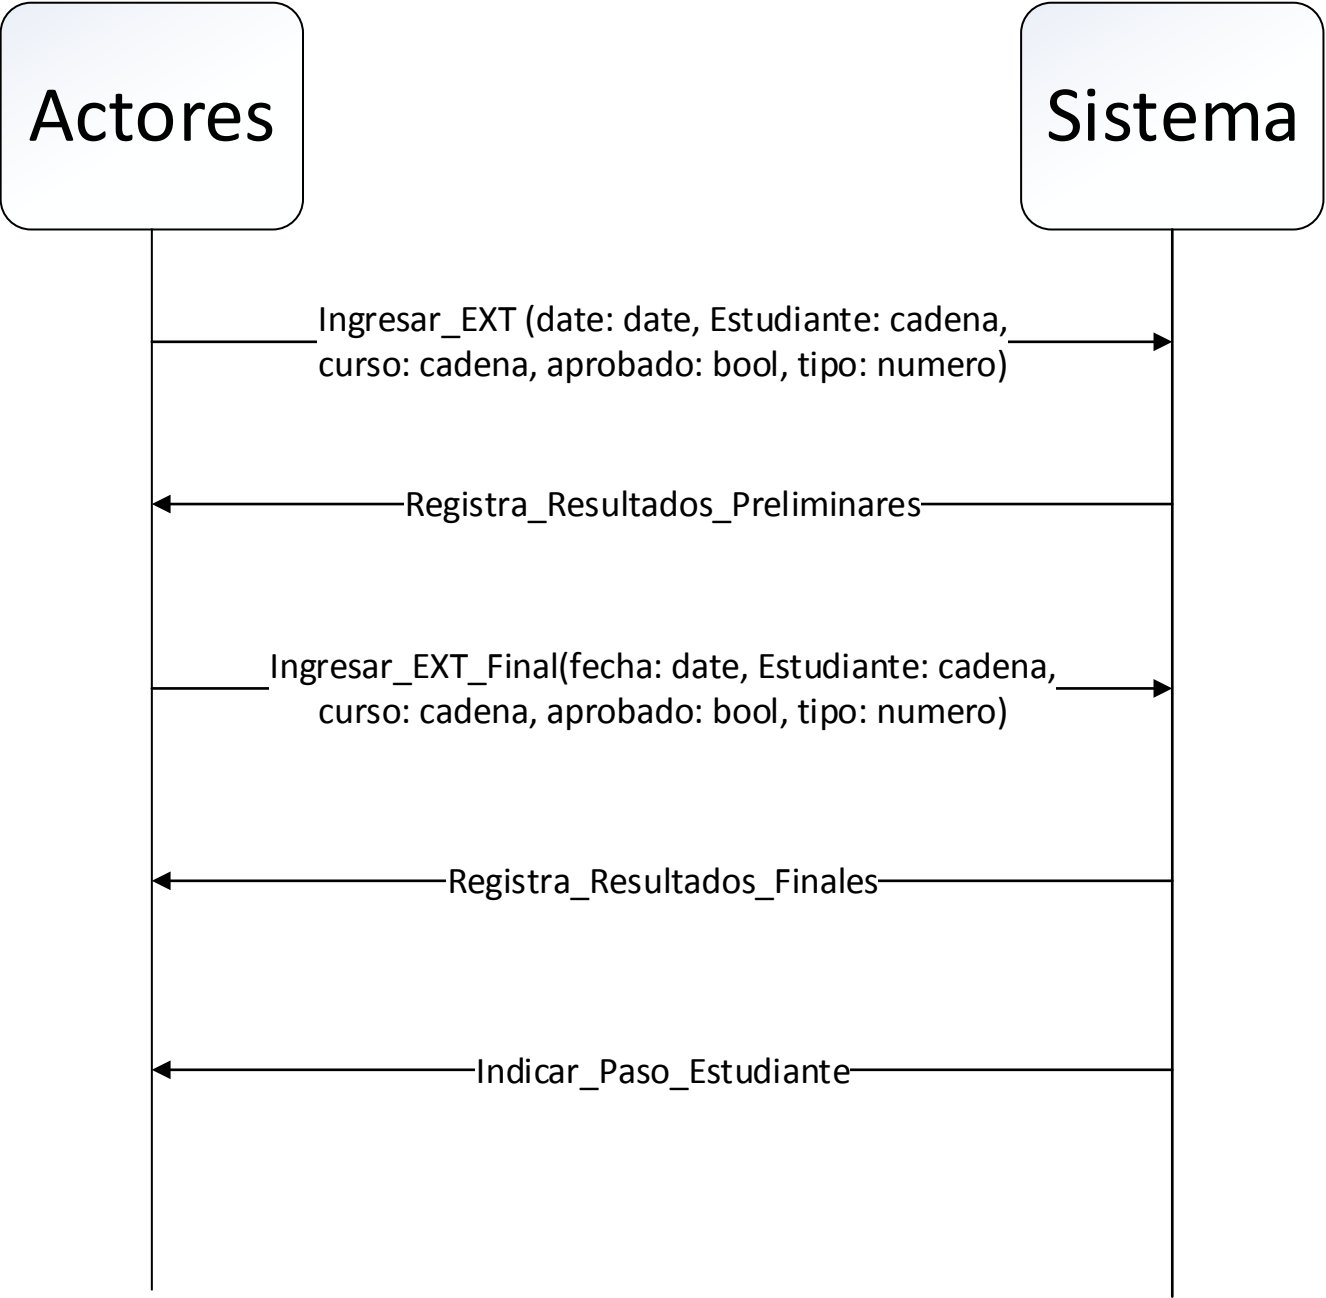 Actores
Sistema
Ingresar_EXT (date: date, Estudiante: cadena,
curso: cadena, aprobado: bool, tipo: numero)
Registra_Resultados_Preliminares
Ingresar_EXT_Final(fecha: date, Estudiante: cadena,
curso: cadena, aprobado: bool, tipo: numero)
Registra_Resultados_Finales
Indicar_Paso_Estudiante